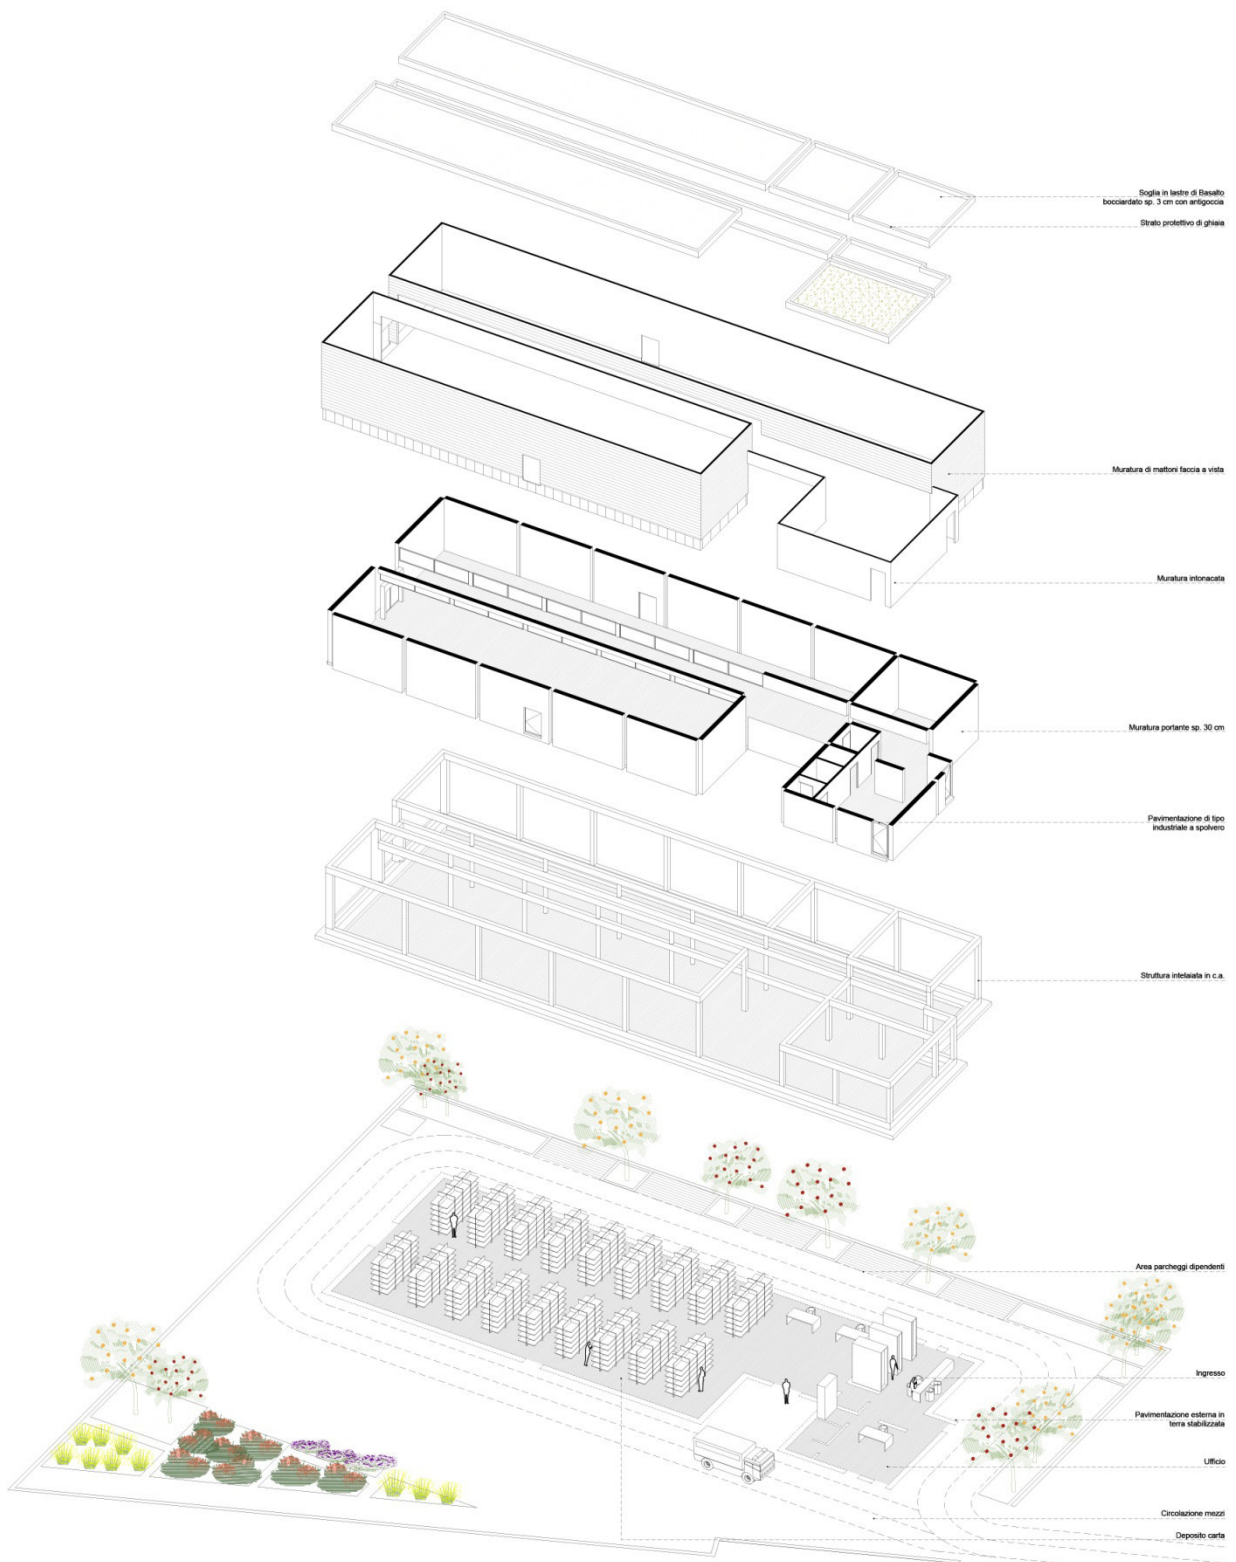 Soglia in lastre di Basalto
bocciardato sp. 3 cm con antigoccia
Strato protettivo di ghiaia
Muratura di mattoni faccia a vista
Muratura intonacata
Muratura portante sp. 30 cm
Pavimentazione di tipo
industriale a spolvero
Struttura intelaiata in c.a.
Area parcheggi dipendenti
Ingresso
Pavimentazione esterna in
terra stabilizzata
Ufficio
Circolazione mezzi
Deposito carta